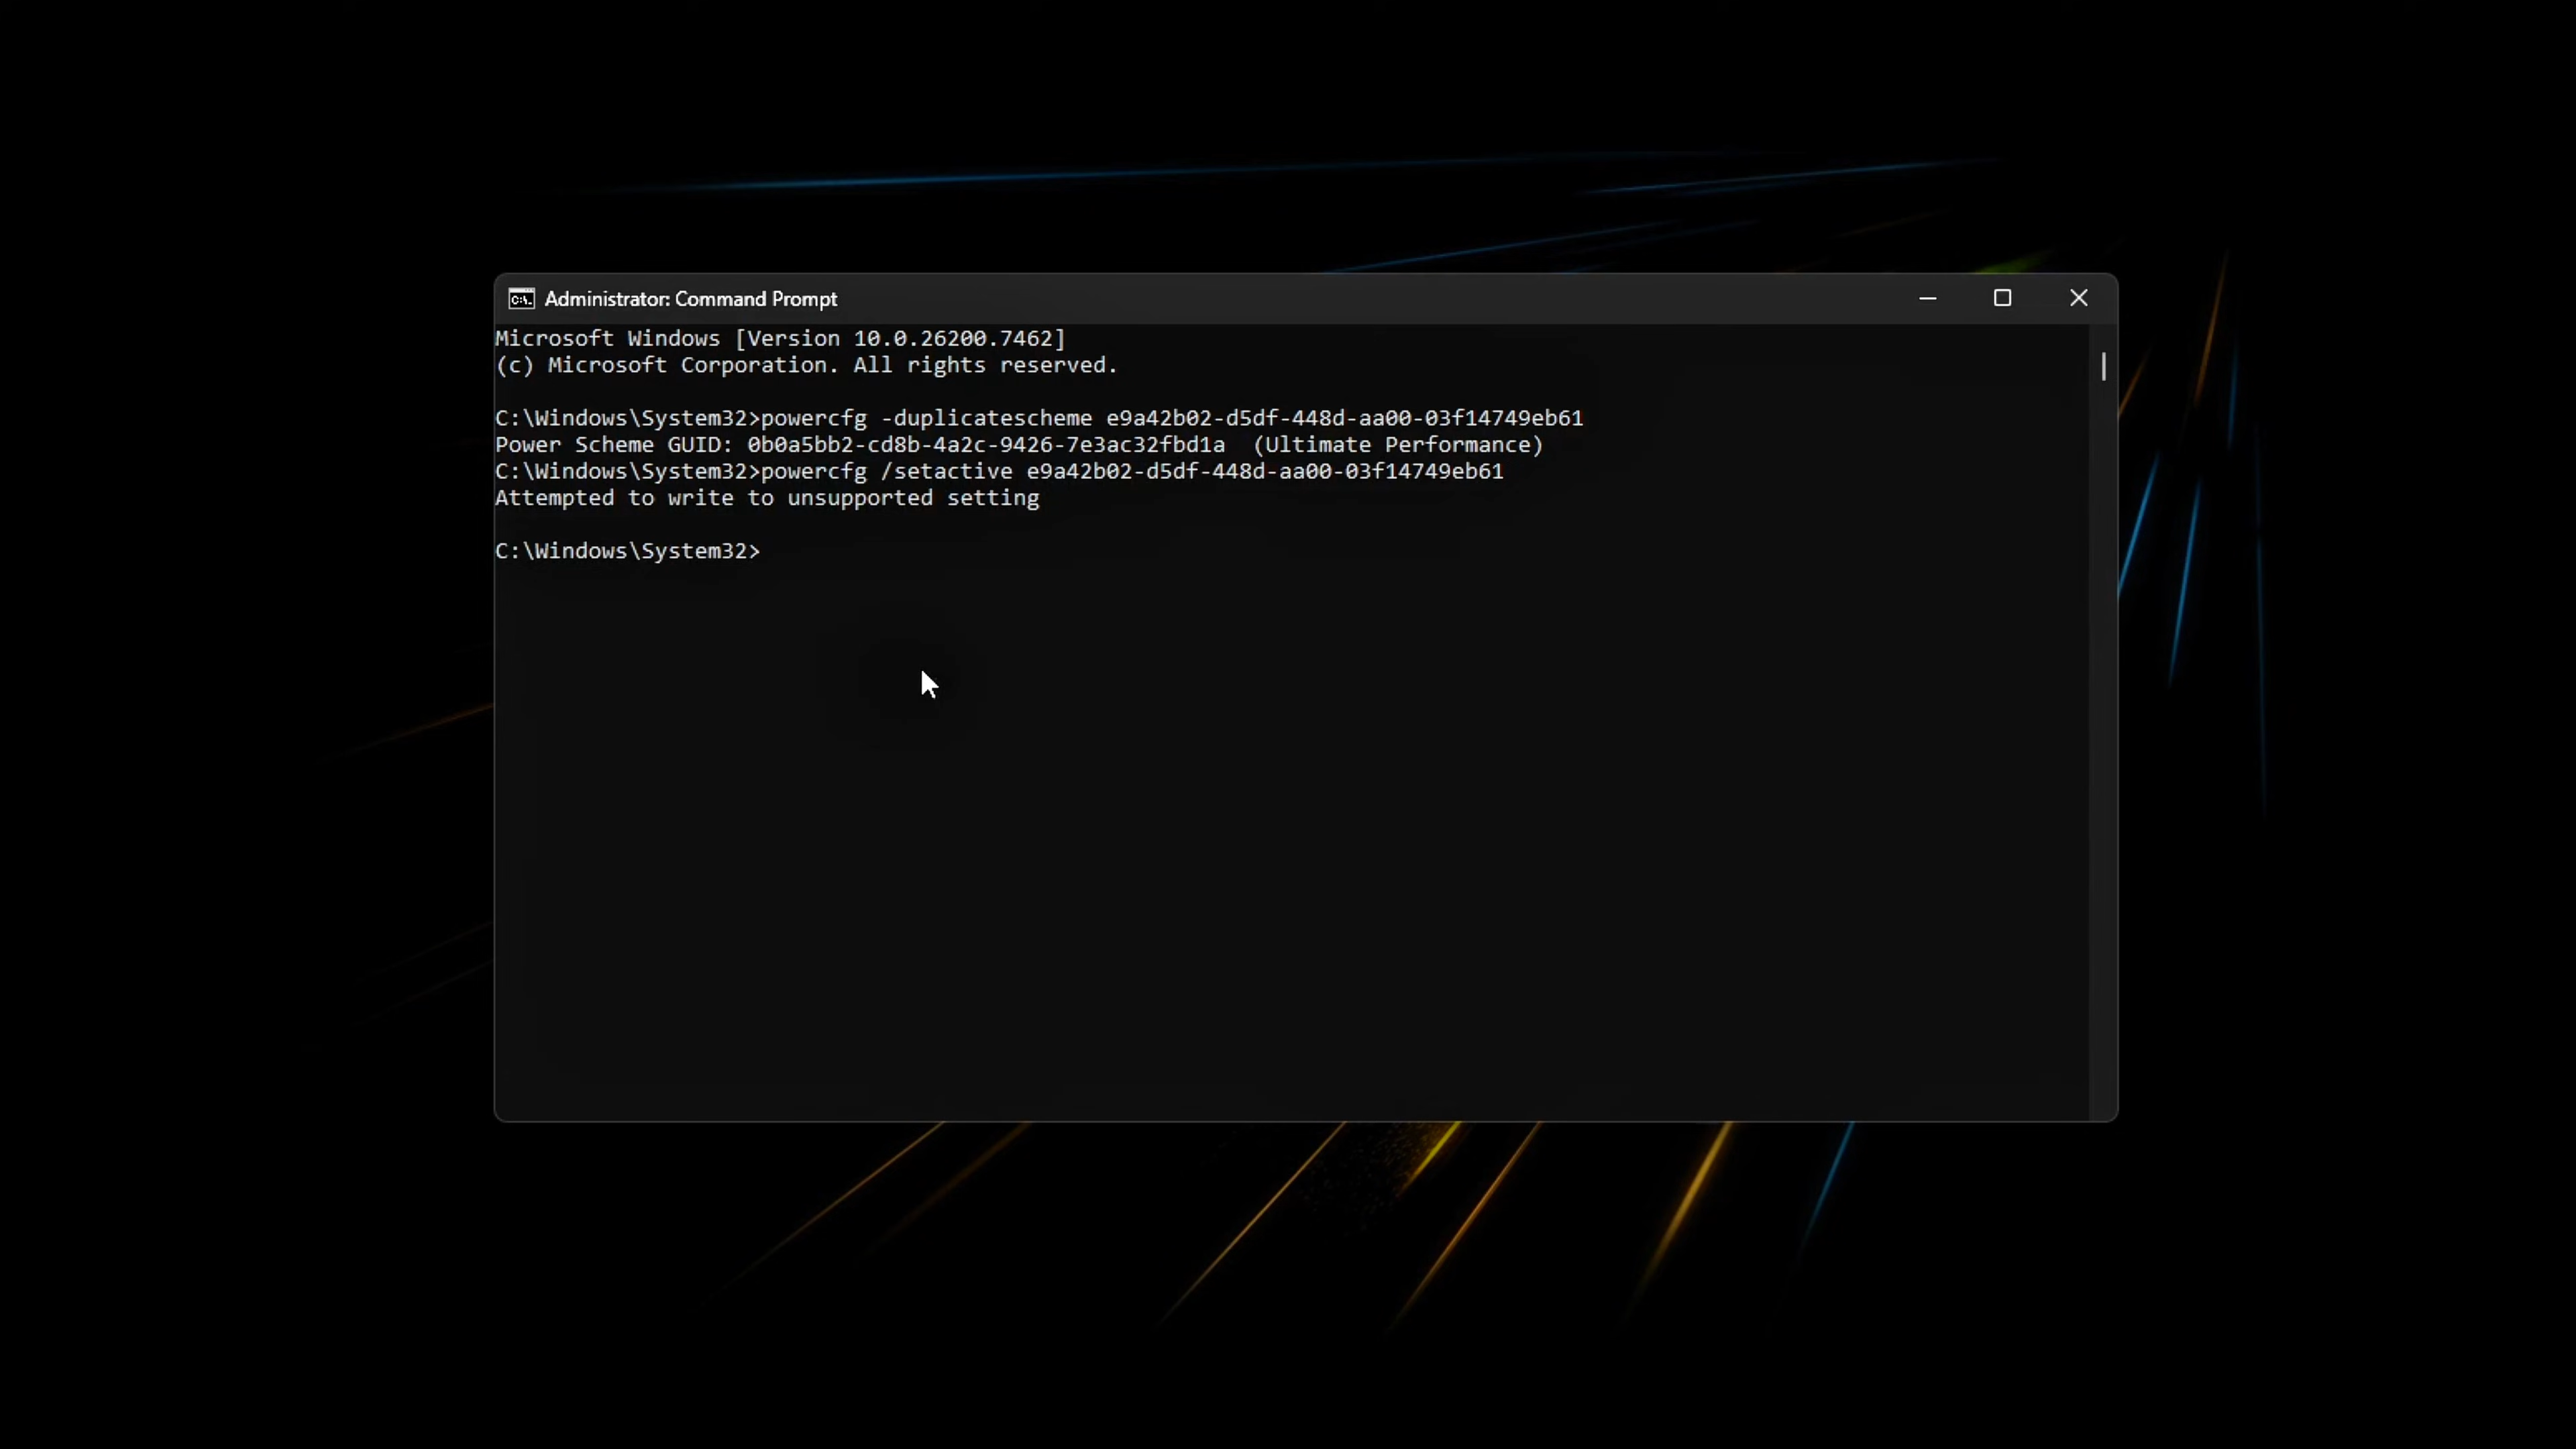 Administrator: Command Prompt
Microsoft Windows [Version 10.0.26200.7462]
(c) Microsoft Corporation. All rights reserved.
C:\Windows\System32>powercfg -duplicatescheme e9a42b02-d5df-448d-aa00-03f14749eb61
Power Scheme GUID: 0b0a5bb2-cd8b-4a2c-9426-7e3ac32fbd1a  (Ultimate Performance)
C:\Windows\System32>powercfg /setactive e9a42b02-d5df-448d-aa00-03f14749eb61
Attempted to write to unsupported setting
C:\Windows\System32>